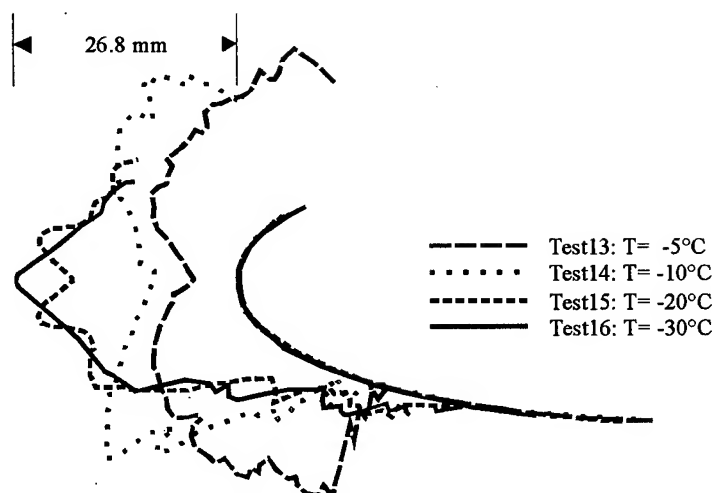 26.8 mm
Test13: T= -5°C
Test14: T= -10°C
Test15: T= -20°C
Test16: T= -30°C